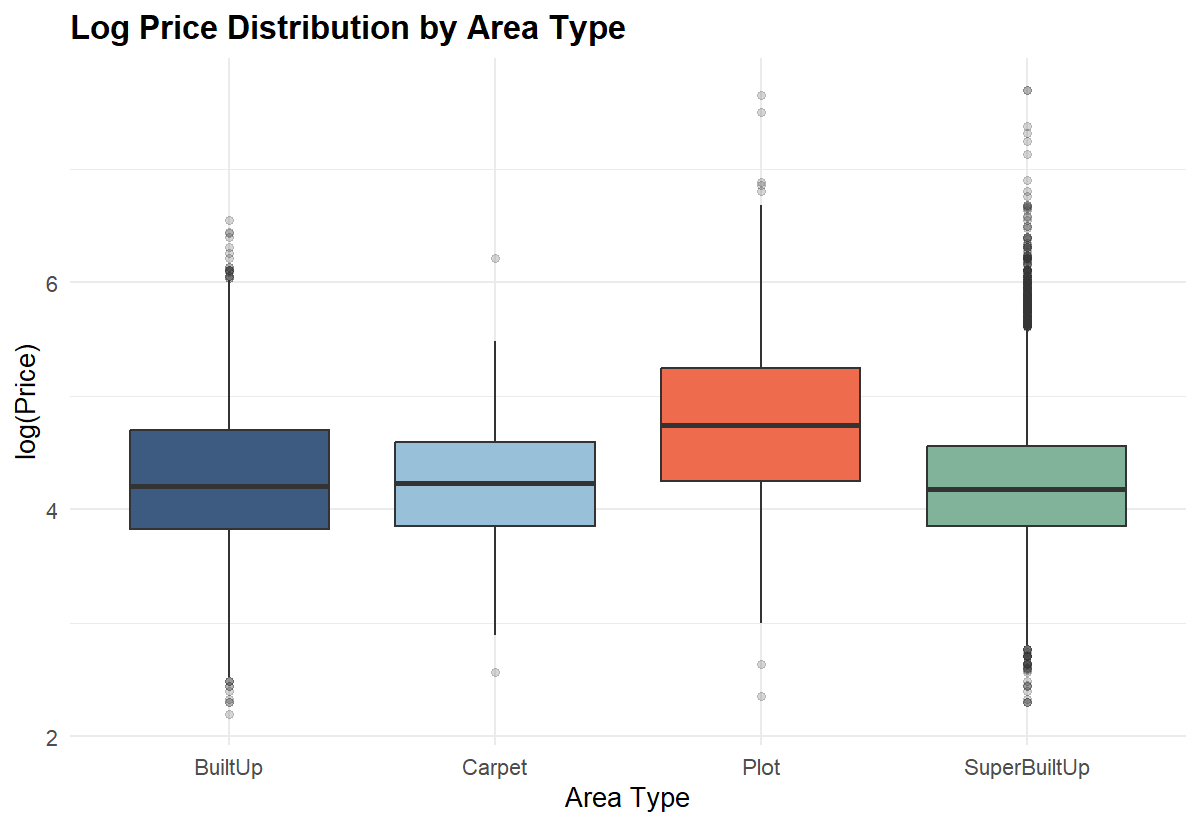 Log Price Distribution by Area Type
log(Price)
6
4
2
BuiltUp Carpet Plot SuperBuiltUp
Area Type